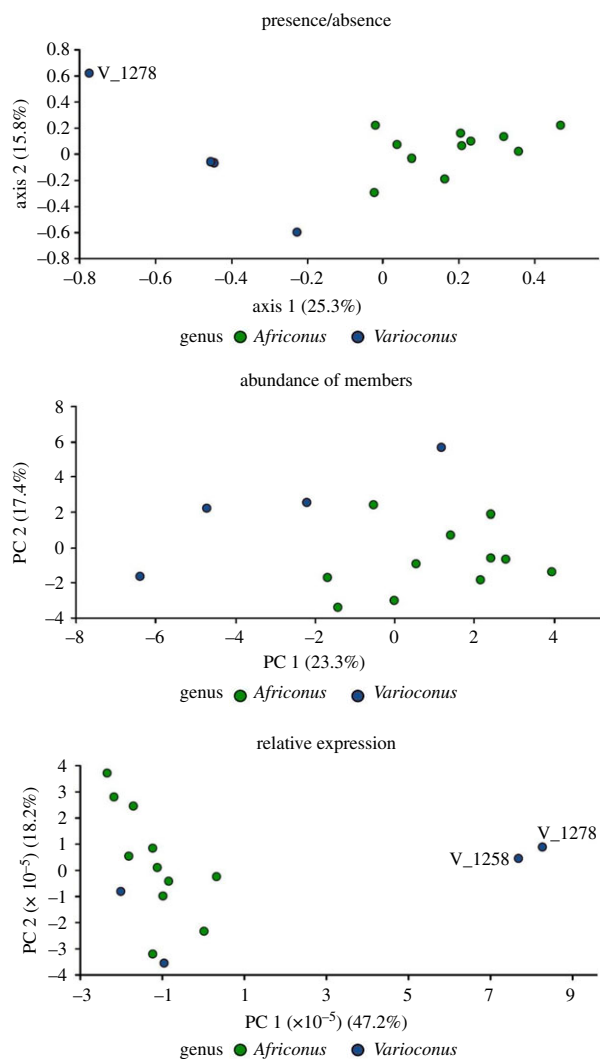 presence/absence
0.8
0.6
0.4
0.2
0
–0.2
–0.4
–0.6
–0.8
axis 2 (15.8%)
V_1278
–0.8 –0.6 –0.4 –0.2 0 0.2 0.4
axis 1 (25.3%)
genus Africonus Varioconus
abundance of members
8
6
4
2
0
–2
–4
PC 2 (17.4%)
–8 –6 –4 –2 0 2 4
PC 1 (23.3%)
genus Africonus Varioconus
relative expression
4
3
2
1
0
–1
–2
–3
–4
PC 2 (× 10⁻⁵) (18.2%)
V_1278
V_1258
–3 –1 1 3 5 7 9
PC 1 (×10⁻⁵) (47.2%)
genus Africonus Varioconus